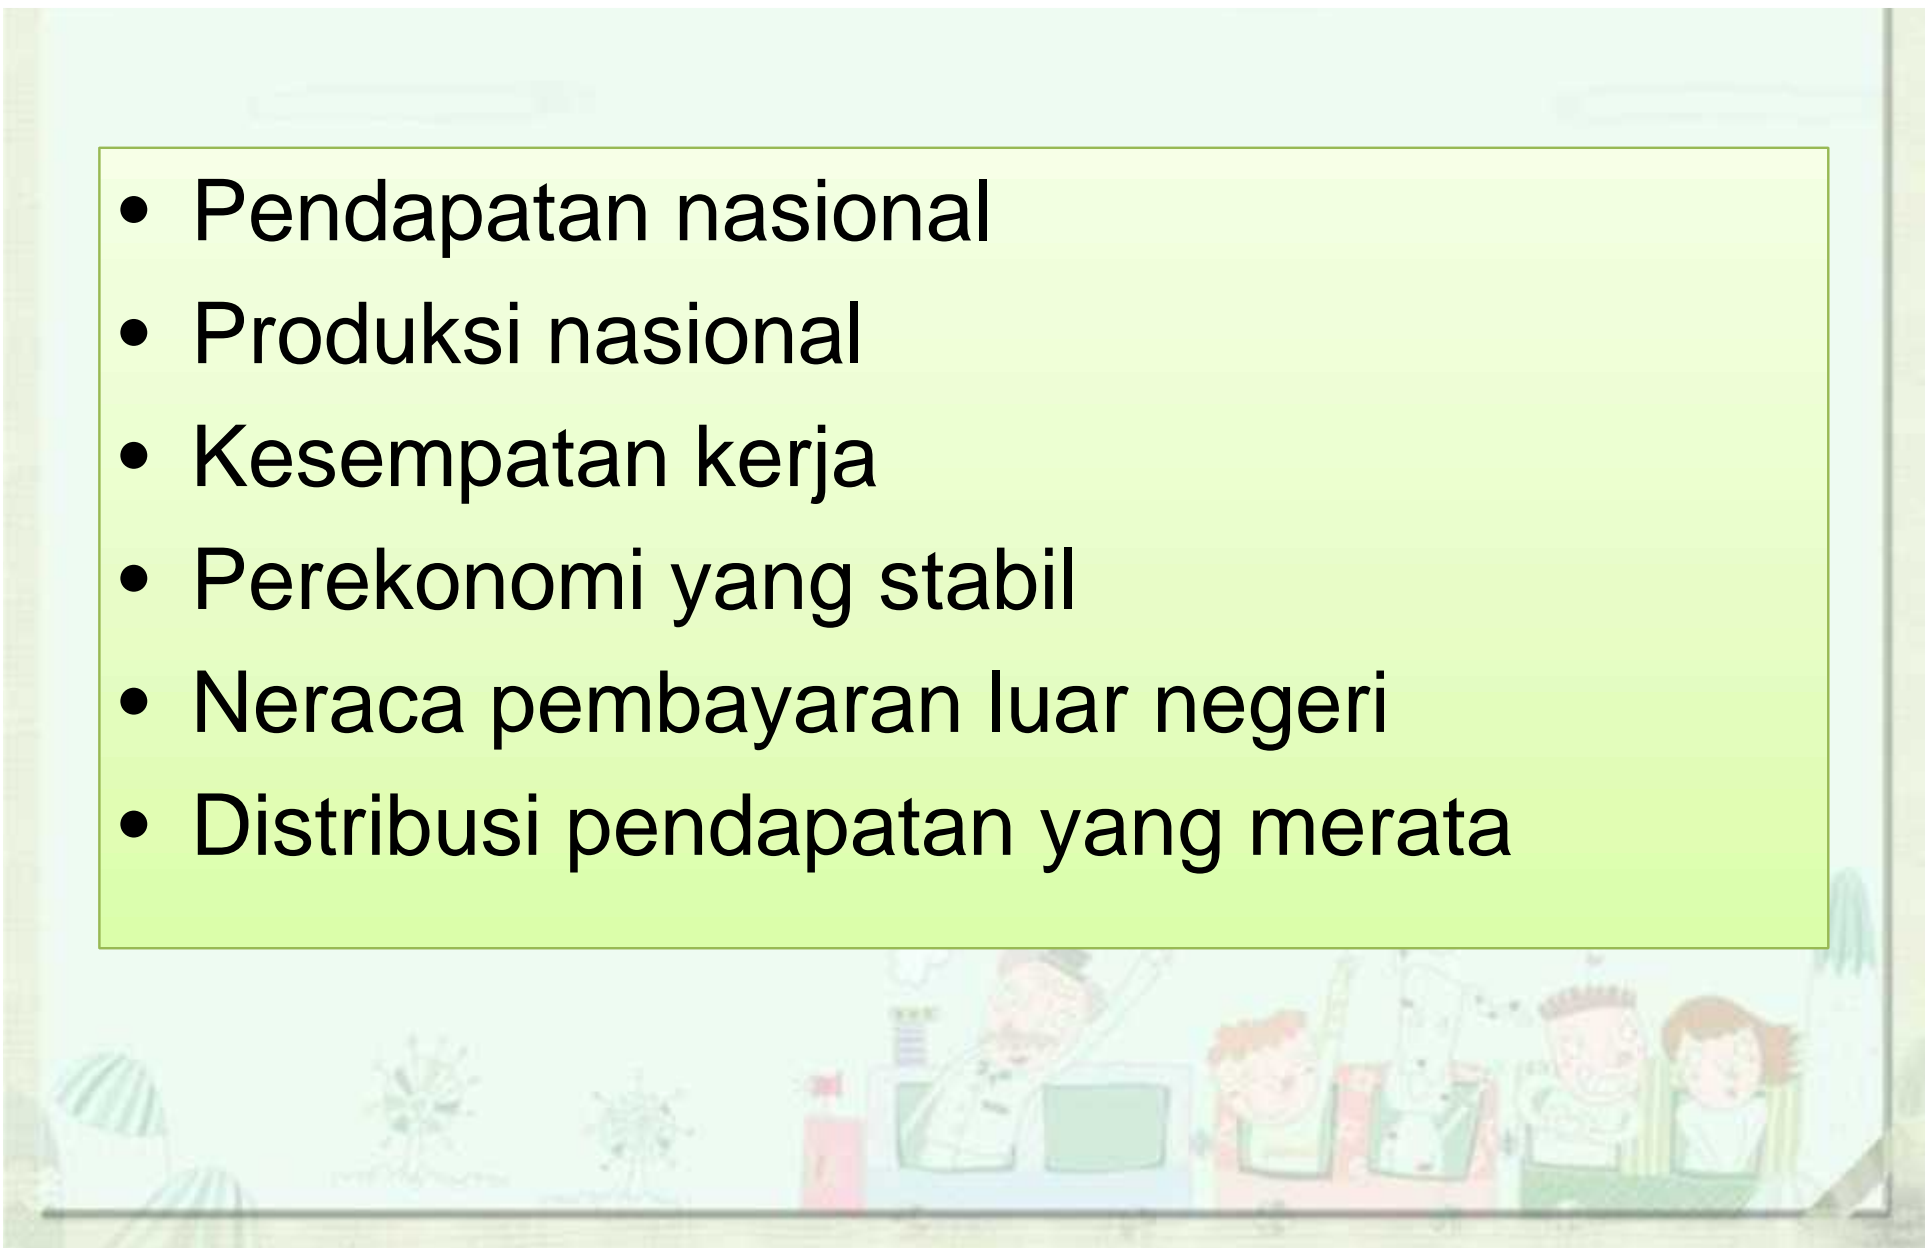 • Pendapatan nasional
• Produksi nasional
• Kesempatan kerja
• Perekonomi yang stabil
• Neraca pembayaran luar negeri
• Distribusi pendapatan yang merata